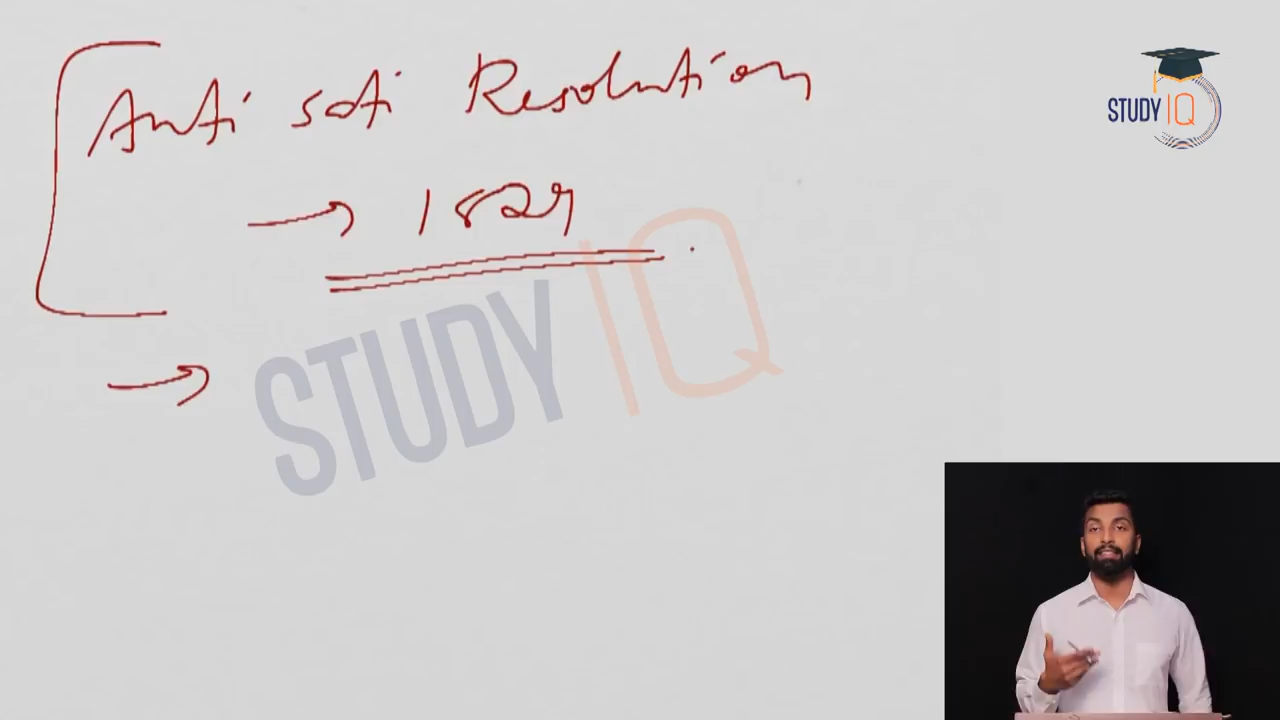 Anti sati Resolution
→ 1829
→
STUDY IQ
STUDY IQ